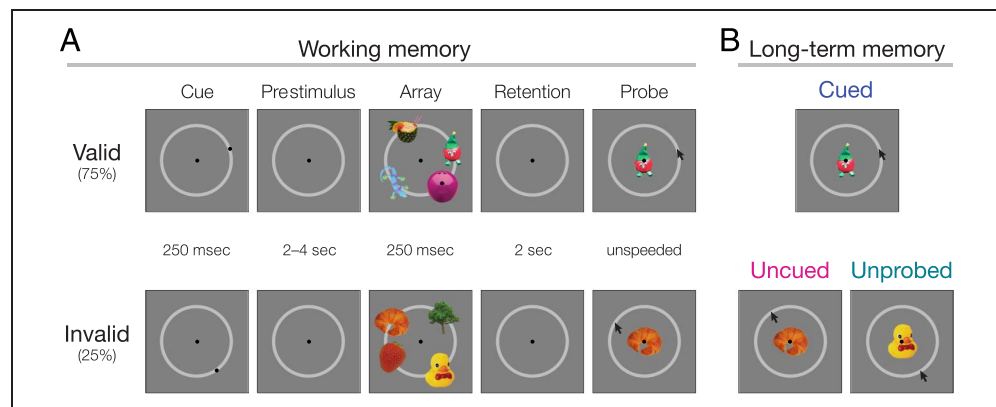 A
Working memory
B
Long-term memory
Cue Prestimulus Array Retention Probe
Cued
Valid
(75%)
250 msec 2–4 sec 250 msec 2 sec unspeeded
Uncued Unprobed
Invalid
(25%)